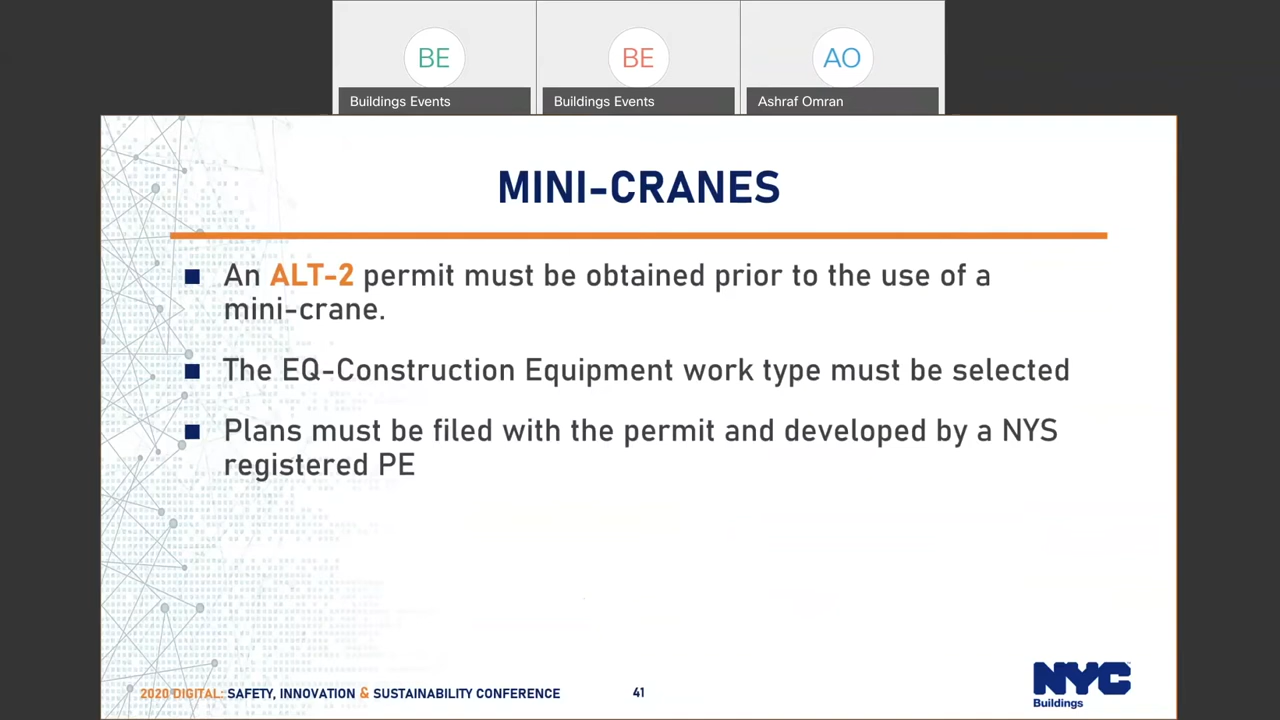 BE
BE
AO
Buildings Events
Buildings Events
Ashraf Omran
MINI-CRANES
An ALT-2 permit must be obtained prior to the use of a
mini-crane.
The EQ-Construction Equipment work type must be selected
Plans must be filed with the permit and developed by a NYS
registered PE
2020 DIGITAL: SAFETY, INNOVATION & SUSTAINABILITY CONFERENCE
41
NYC
Buildings